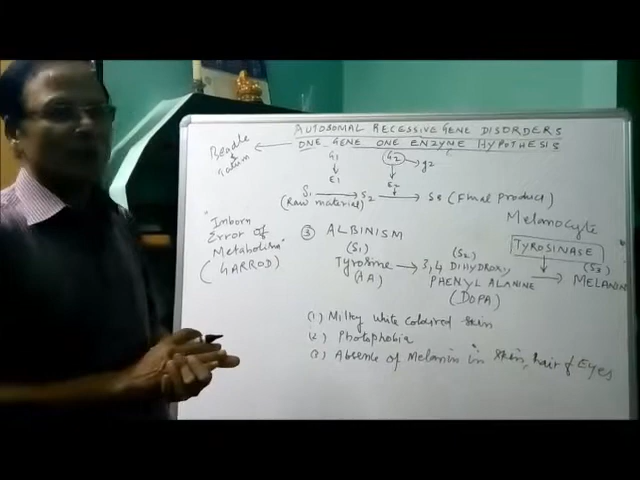 AUTOSOMAL RECESSIVE GENE DISORDERS
ONE GENE ONE ENZYME HYPOTHESIS
Beadle & Tatum
G1
G2
g2
E1
E2
S1 S2 S3 (Final product)
(Raw material)
"Inborn
Error of
Metabolism"
(GARROD)
③ ALBINISM
Melanocyte
TYROSINASE
(S1)
(S2)
(S3)
Tyrosine
(AA)
3,4 DIHYDROXY
PHENYL ALANINE
(DOPA)
MELANIN
(1) Milky white coloured skin
(2) Photophobia
(3) Absence of Melanin in skin, hair & Eyes